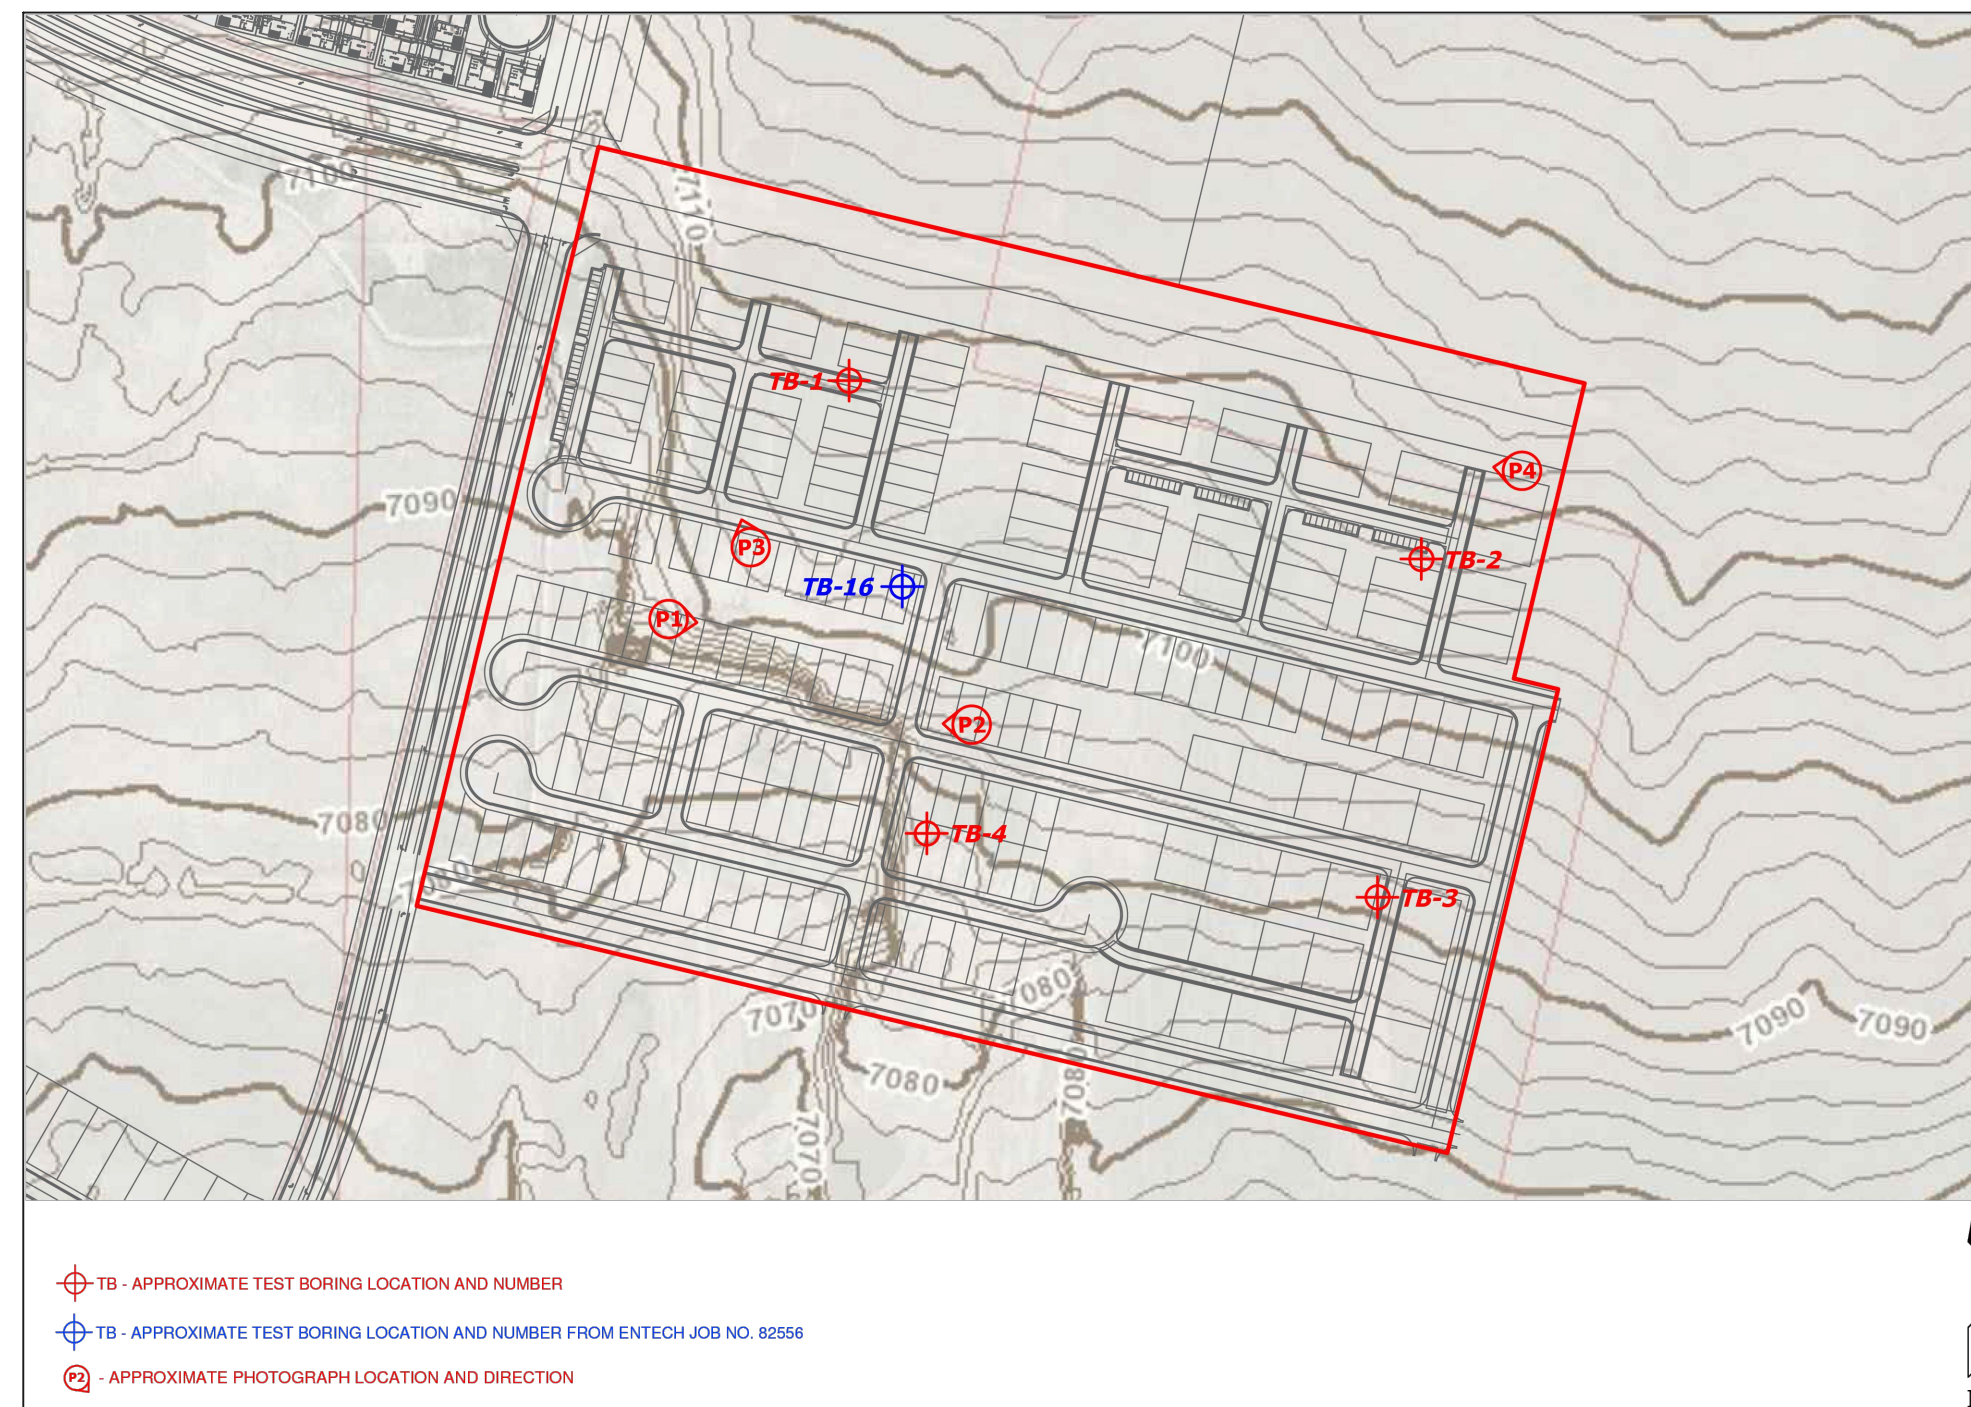 7100
7110
TB-1
P4
7090
P3
TB-2
TB-16
P1
7100
P2
7080
TB-4
7080
TB-3
7080
7070
7090
7090
7080
7080
7070
TB - APPROXIMATE TEST BORING LOCATION AND NUMBER
TB - APPROXIMATE TEST BORING LOCATION AND NUMBER FROM ENTECH JOB NO. 82556
P2 - APPROXIMATE PHOTOGRAPH LOCATION AND DIRECTION